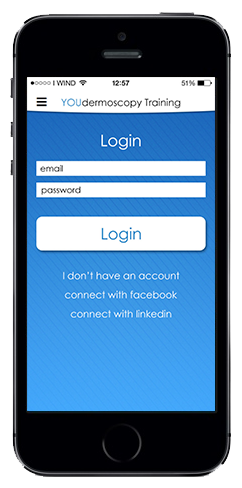 I WIND 12:57 51%
YOUdermoscopy Training
Login
email
password
Login
I don't have an account
connect with facebook
connect with linkedin